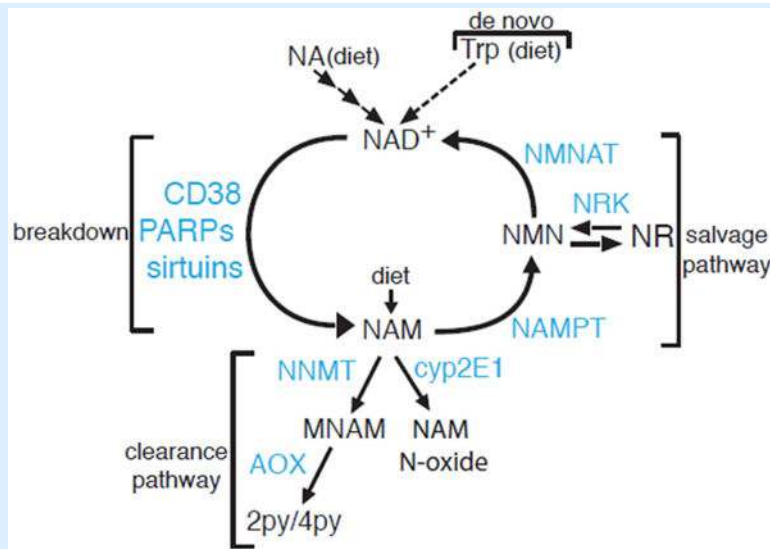 de novo
NA(diet)
Trp (diet)
NAD+
NMNAT
CD38
PARPs
sirtuins
breakdown
NRK
NMN
NR
salvage
pathway
diet
NAM
NAMPT
NNMT
cyp2E1
MNAM
NAM
N-oxide
clearance
pathway
AOX
2py/4py